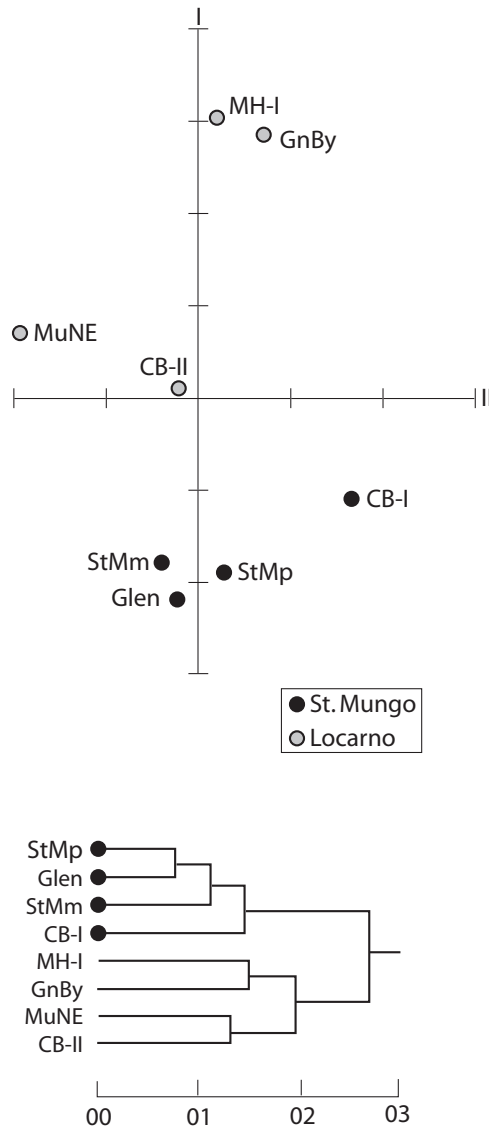 I
MH-I
GnBy
MuNE
CB-II
II
CB-I
StMm
StMp
Glen
St. Mungo
Locarno
StMp
Glen
StMm
CB-I
MH-I
GnBy
MuNE
CB-II
00 01 02 03